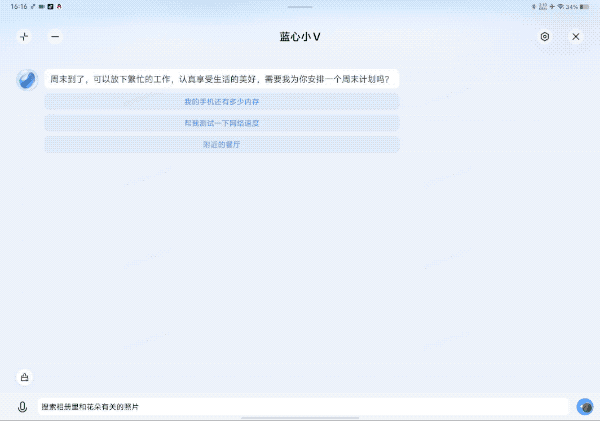 16:16
34%
蓝心小V
周末到了，可以放下繁忙的工作，认真享受生活的美好，需要我为你安排一个周末计划吗？
我的手机还有多少内存
帮我测试一下网络速度
附近的餐厅
搜索相册里和花朵有关的照片